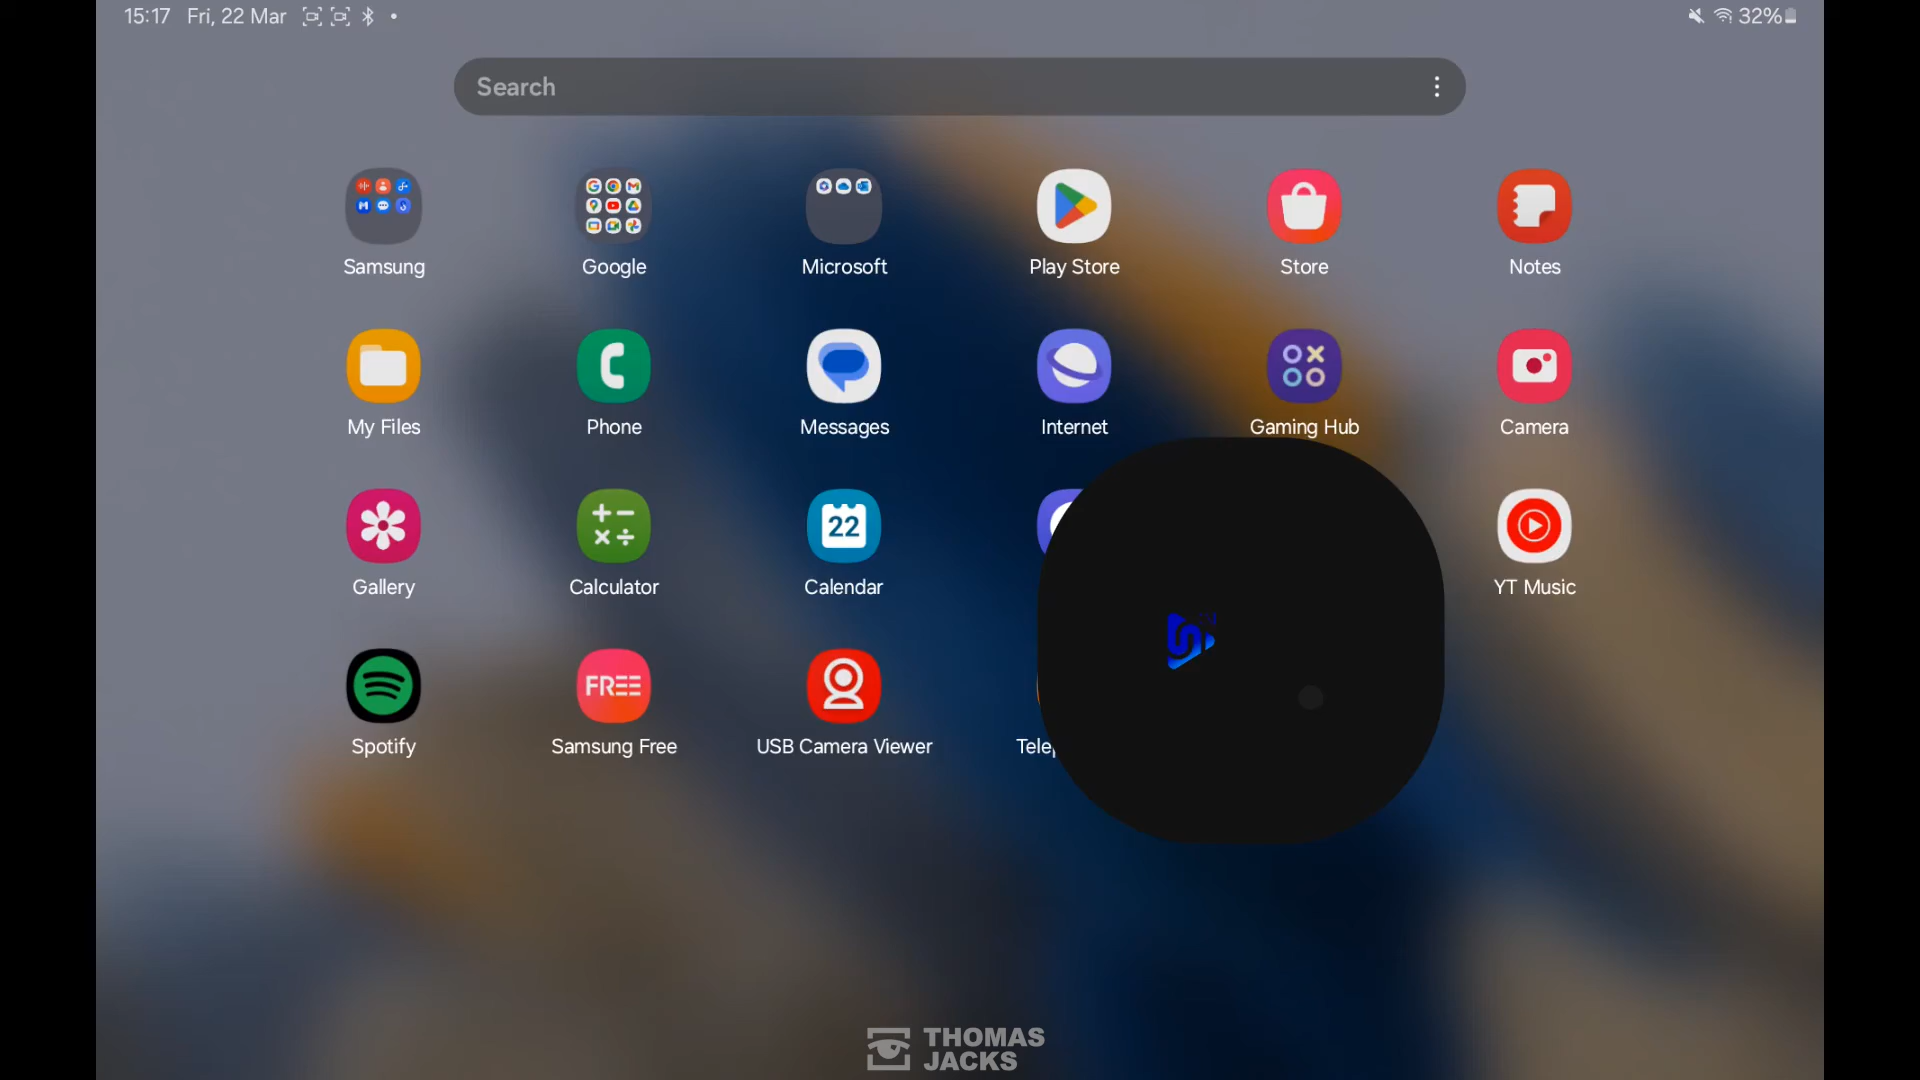 15:17 Fri, 22 Mar
32%
Search
Samsung
Google
Microsoft
Play Store
Store
Notes
My Files
Phone
Messages
Internet
Gaming Hub
Camera
Gallery
Calculator
22
Calendar
YT Music
Spotify
FREE
Samsung Free
USB Camera Viewer
THOMAS
JACKS